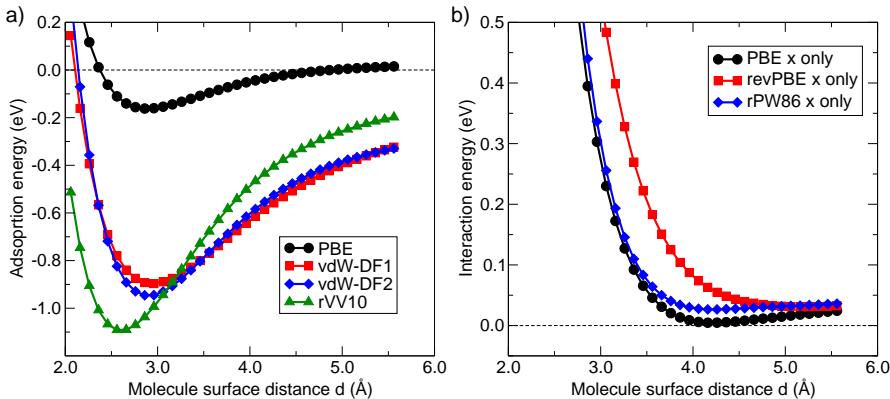 a)
0.2
0.0
-0.2
-0.4
-0.6
-0.8
-1.0
Adsoprtion energy (eV)
PBE
vdW-DF1
vdW-DF2
rVV10
2.0 3.0 4.0 5.0 6.0
Molecule surface distance d (Å)
b)
0.5
0.4
0.3
0.2
0.1
0.0
Interaction energy (eV)
PBE x only
revPBE x only
rPW86 x only
2.0 3.0 4.0 5.0 6.0
Molecule surface distance d (Å)